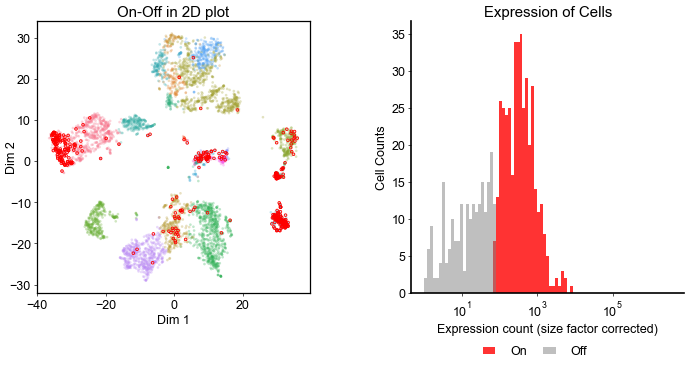 On-Off in 2D plot
Dim 2
30
20
10
0
−10
−20
−30
−40
−20
0
20
Dim 1
Expression of Cells
Cell Counts
35
30
25
20
15
10
5
0
10^1
10^3
10^5
Expression count (size factor corrected)
On
Off